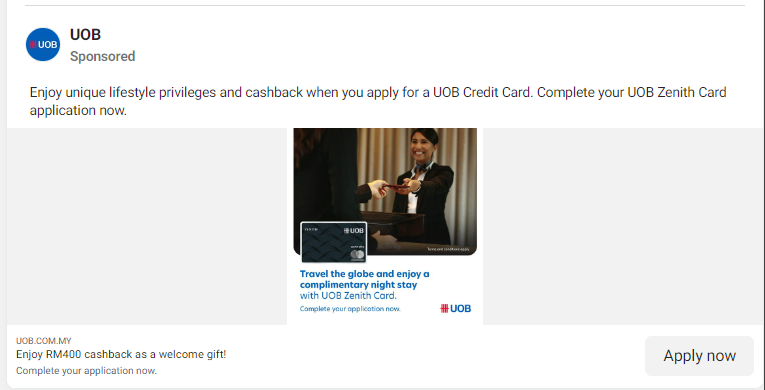 UOB
UOB
Sponsored
Enjoy unique lifestyle privileges and cashback when you apply for a UOB Credit Card. Complete your UOB Zenith Card
application now.
ZENITH
UOB
Terms and conditions apply.
Travel the globe and enjoy a
complimentary night stay
with UOB Zenith Card.
Complete your application now.
UOB
UOB.COM.MY
Enjoy RM400 cashback as a welcome gift!
Complete your application now.
Apply now